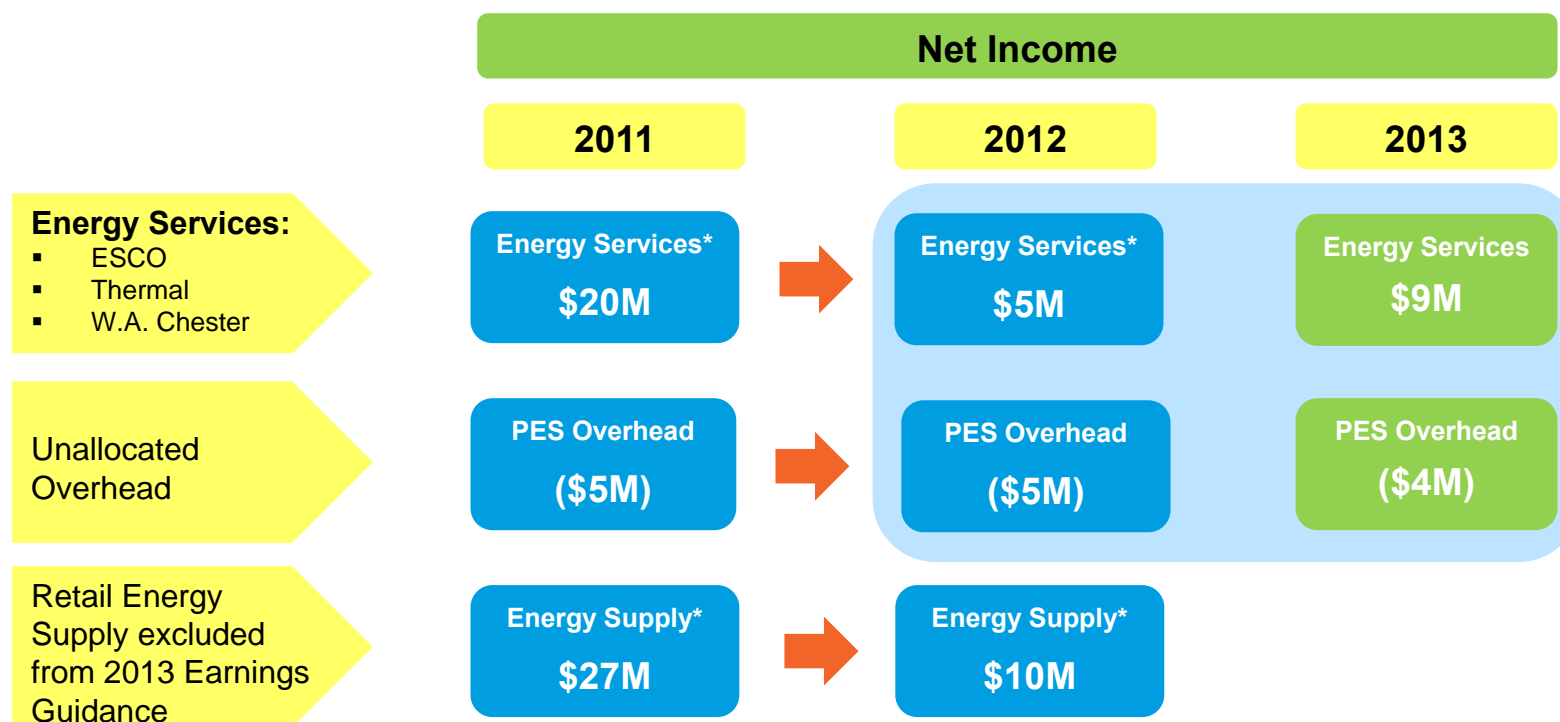 Net Income
2011
2012
2013
Energy Services:
▪ ESCO
▪ Thermal
▪ W.A. Chester
Energy Services*
$20M
Energy Services*
$5M
Energy Services
$9M
Unallocated
Overhead
PES Overhead
($5M)
PES Overhead
($5M)
PES Overhead
($4M)
Retail Energy
Supply excluded
from 2013 Earnings
Guidance
Energy Supply*
$27M
Energy Supply*
$10M